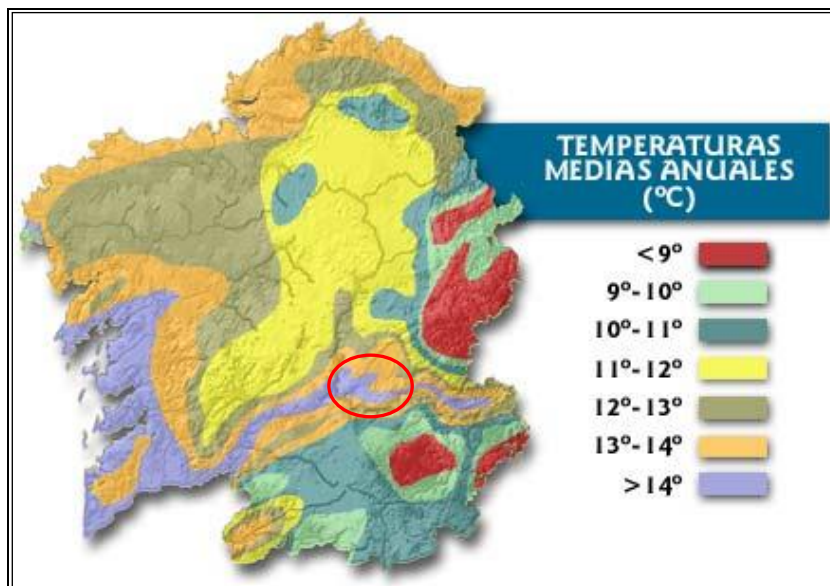 TEMPERATURAS
MEDIAS ANUALES
(ºC)
<9º
9º-10º
10º-11º
11º-12º
12º-13º
13º-14º
>14º